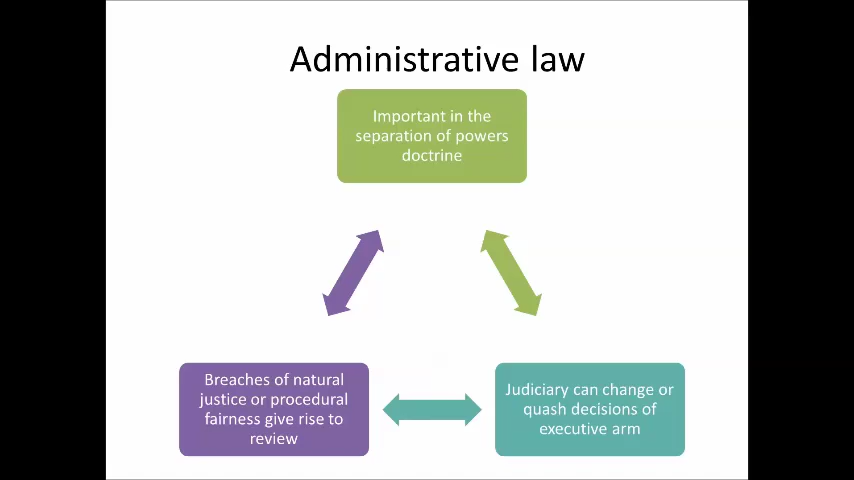 Administrative law
Important in the
separation of powers
doctrine
Breaches of natural
justice or procedural
fairness give rise to
review
Judiciary can change or
quash decisions of
executive arm